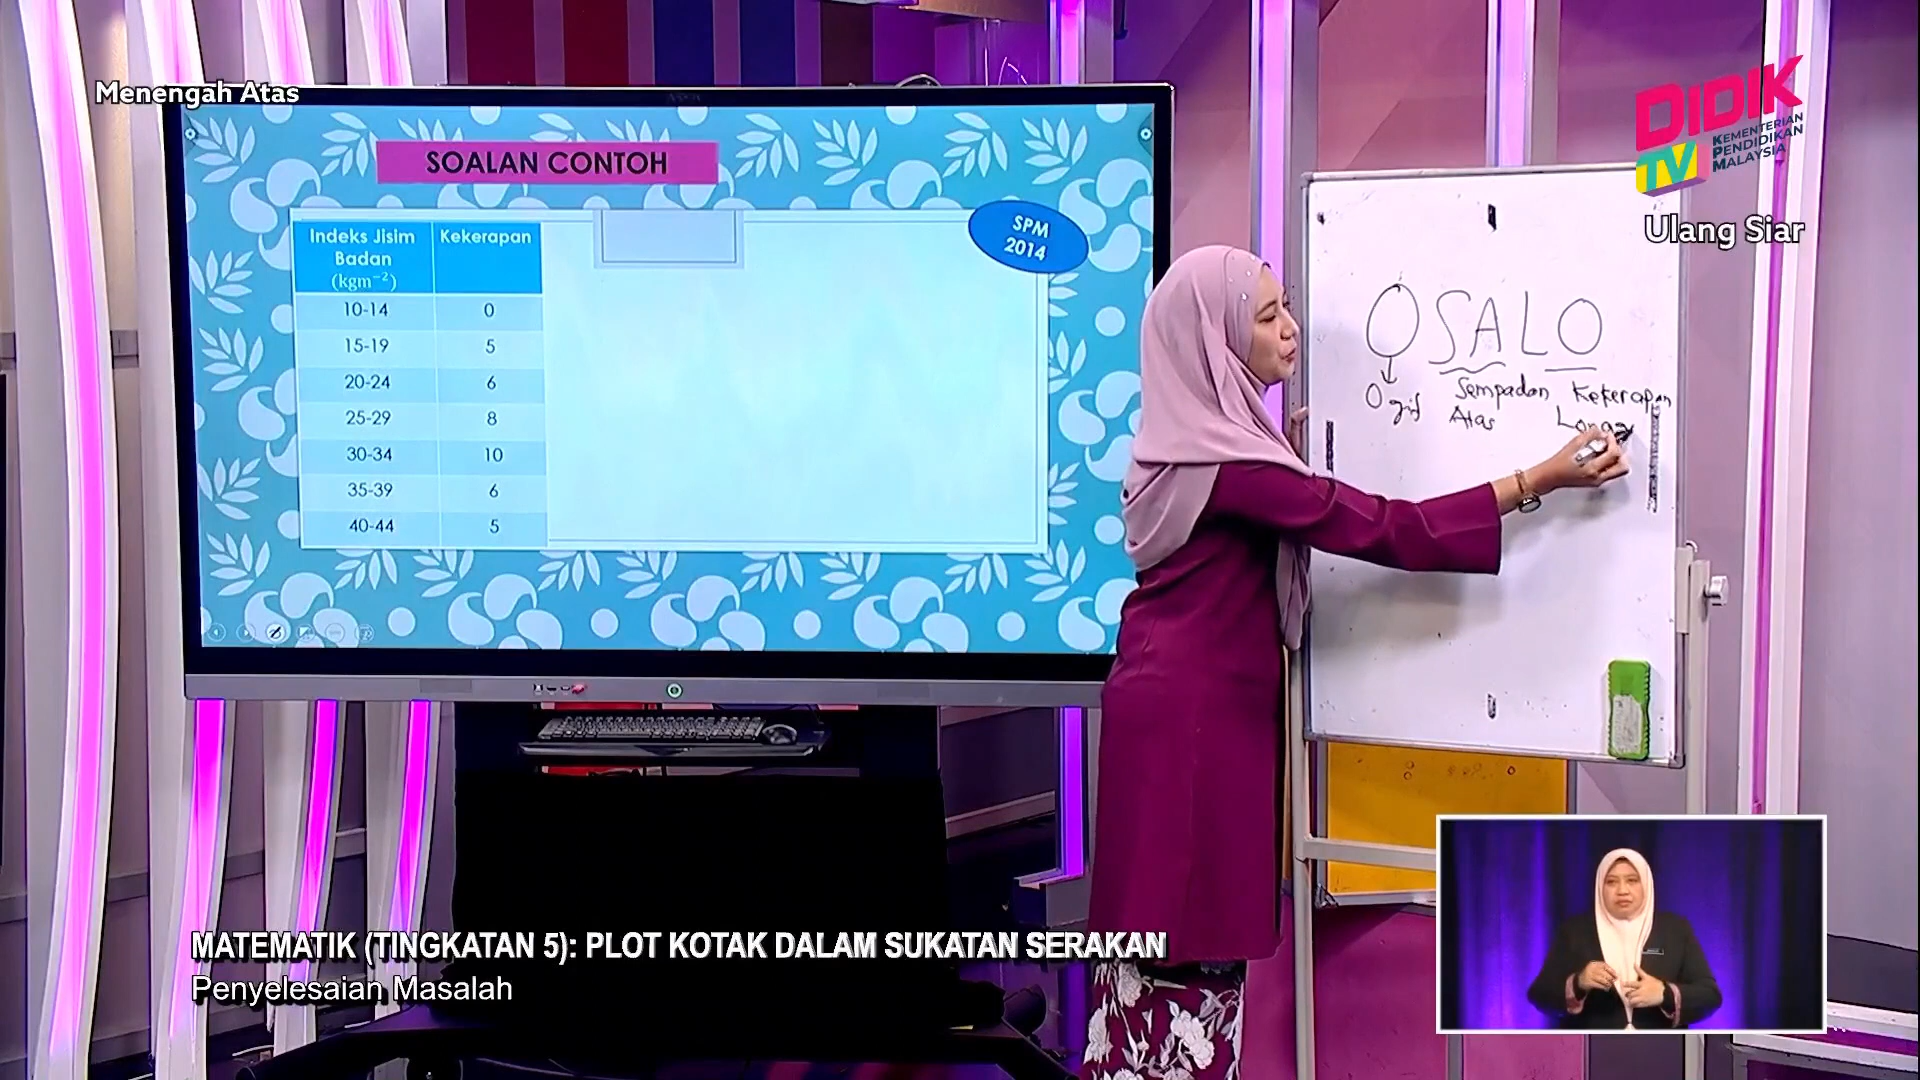 Menengah Atas
DIDIK
TV
KEMENTERIAN
PENDIDIKAN
MALAYSIA
Ulang Siar
SOALAN CONTOH
SPM
2014
Indeks Jisim Badan (kgm⁻²) Kekerapan
10-14 0
15-19 5
20-24 6
25-29 8
30-34 10
35-39 6
40-44 5
OSALO
Ogif Sempadan Kekerapan
Atas
MATEMATIK (TINGKATAN 5): PLOT KOTAK DALAM SUKATAN SERAKAN
Penyelesaian Masalah